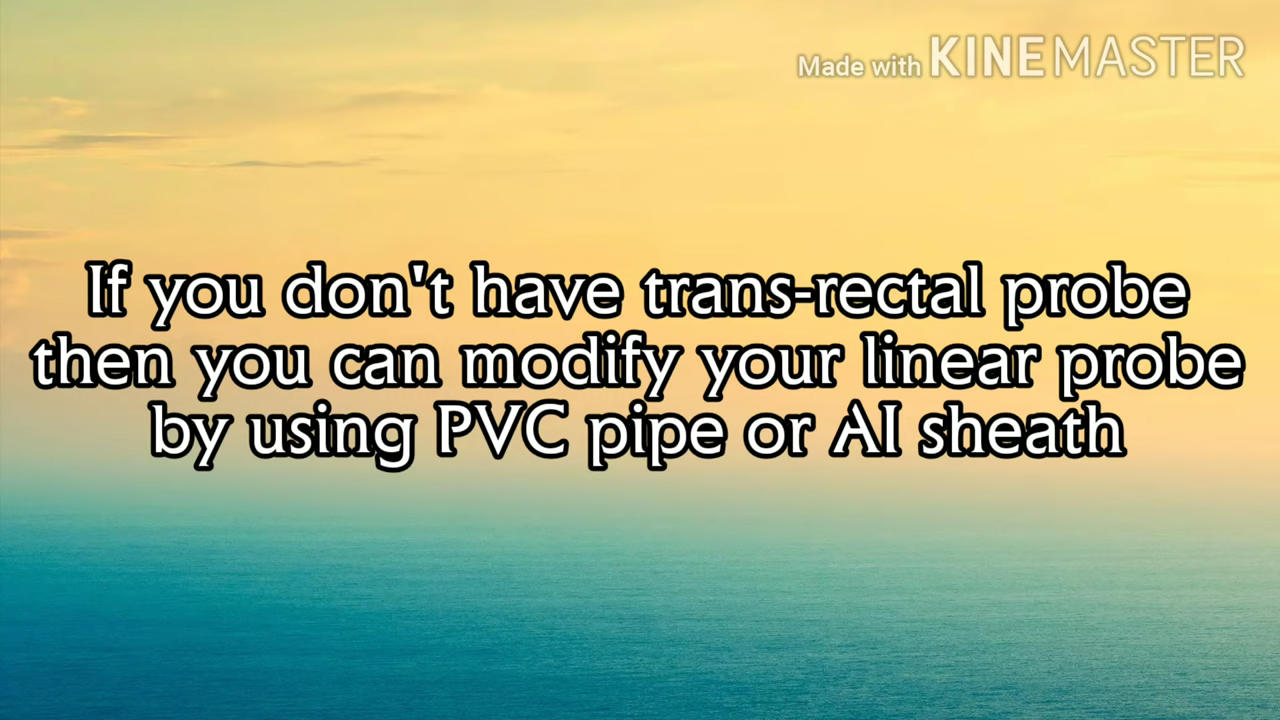 Made with KINEMASTER
If you don't have trans-rectal probe
then you can modify your linear probe
by using PVC pipe or AI sheath